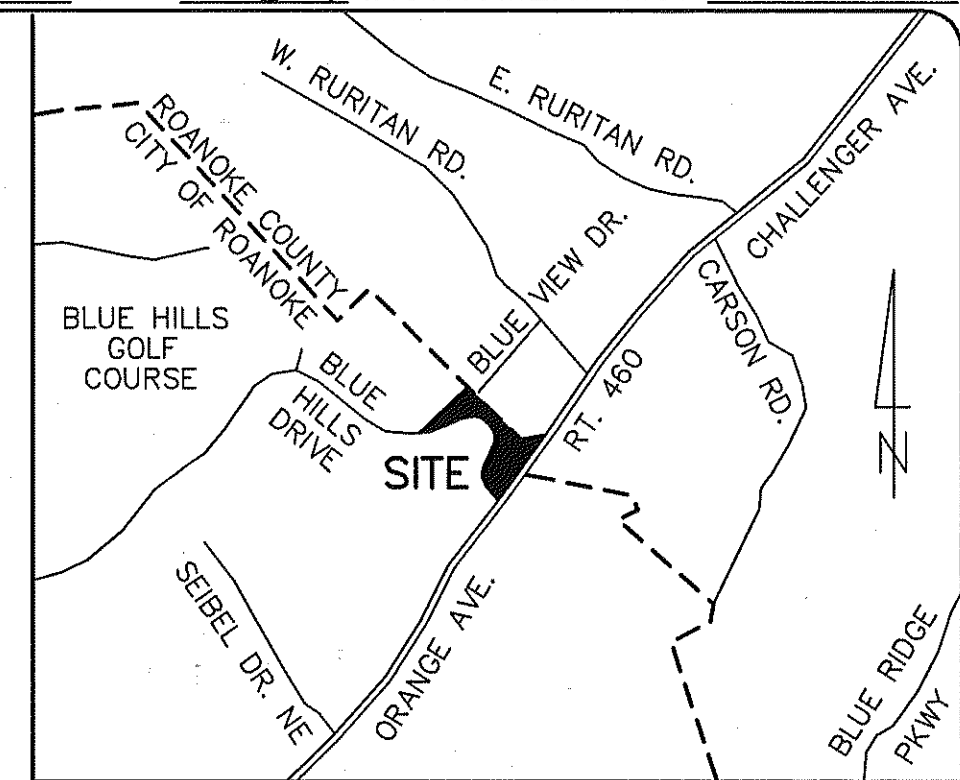 W. RURITAN RD.
E. RURITAN RD.
CHALLENGER AVE.
ROANOKE COUNTY
CITY OF ROANOKE
BLUE VIEW DR.
CARSON RD.
BLUE HILLS
GOLF
COURSE
BLUE
HILLS
DRIVE
RT. 460
SITE
N
SEIBEL DR. NE
ORANGE AVE.
BLUE RIDGE
PKWY